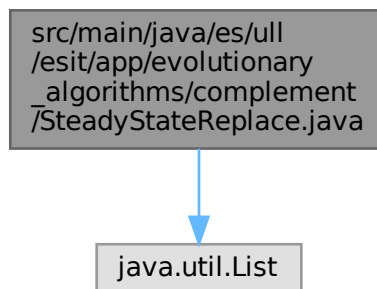 src/main/java/es/ull
/esit/app/evolutionary
_algorithms/complement
/SteadyStateReplace.java
java.util.List